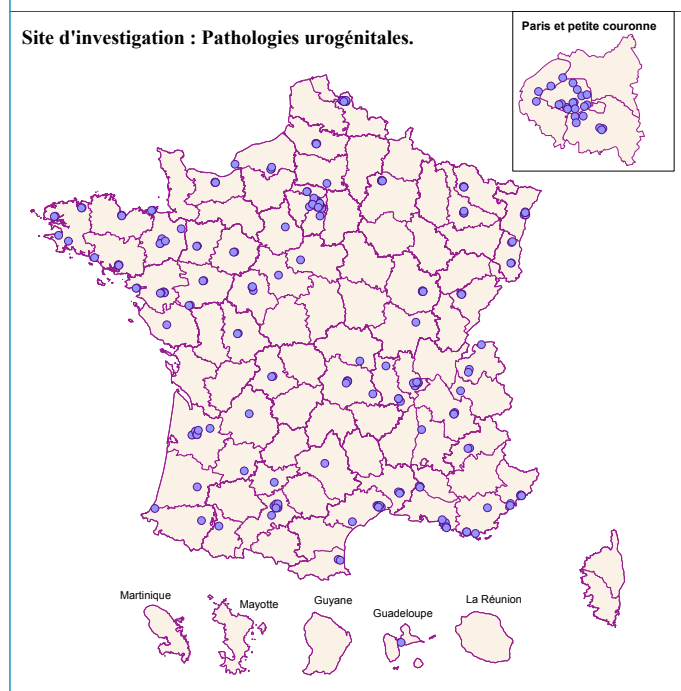 Paris et petite couronne
Site d'investigation : Pathologies urogénitales.
Martinique
Mayotte
Guyane
Guadeloupe
La Réunion